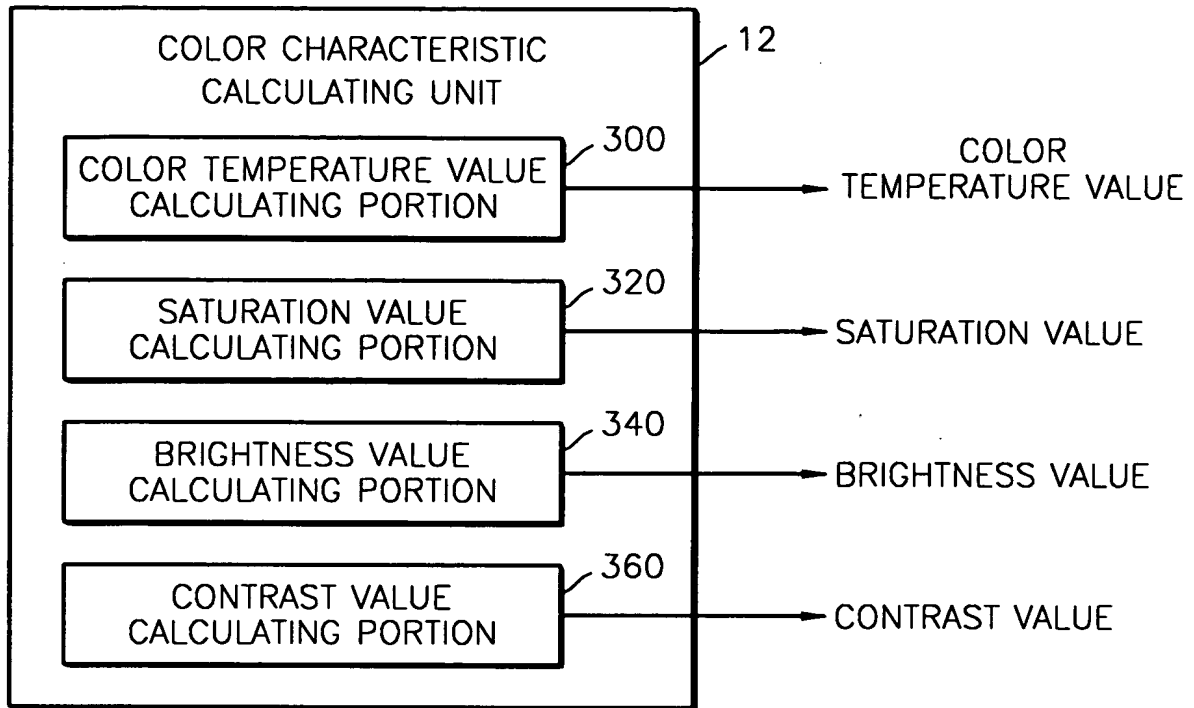 COLOR CHARACTERISTIC
CALCULATING UNIT
12
300
COLOR TEMPERATURE VALUE
CALCULATING PORTION
COLOR
TEMPERATURE VALUE
320
SATURATION VALUE
CALCULATING PORTION
SATURATION VALUE
340
BRIGHTNESS VALUE
CALCULATING PORTION
BRIGHTNESS VALUE
360
CONTRAST VALUE
CALCULATING PORTION
CONTRAST VALUE